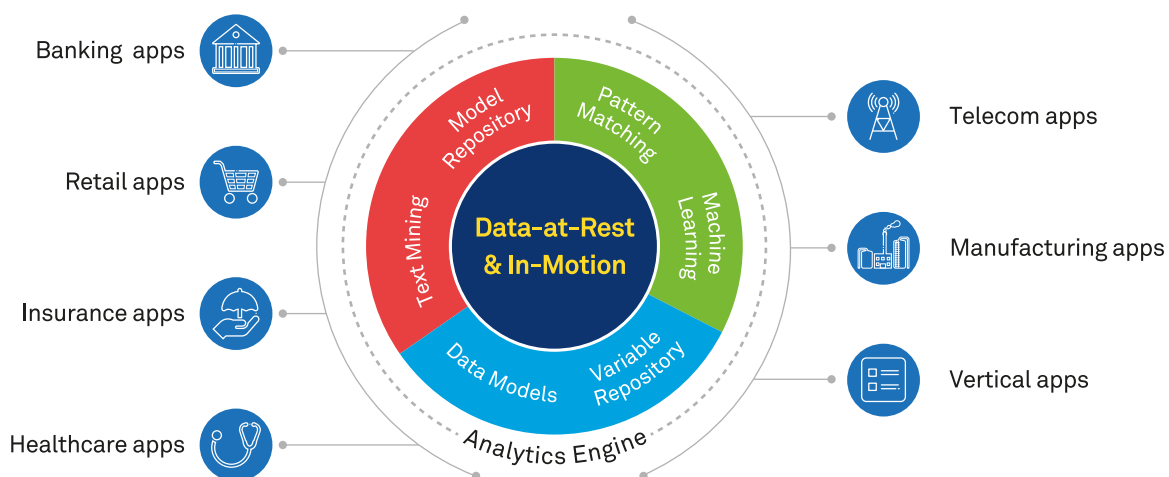 Banking apps
Retail apps
Insurance apps
Healthcare apps
Model
Repository
Text Mining
Pattern
Matching
Machine
Learning
Data Models
Variable
Repository
Data-at-Rest
& In-Motion
Analytics Engine
Telecom apps
Manufacturing apps
Vertical apps